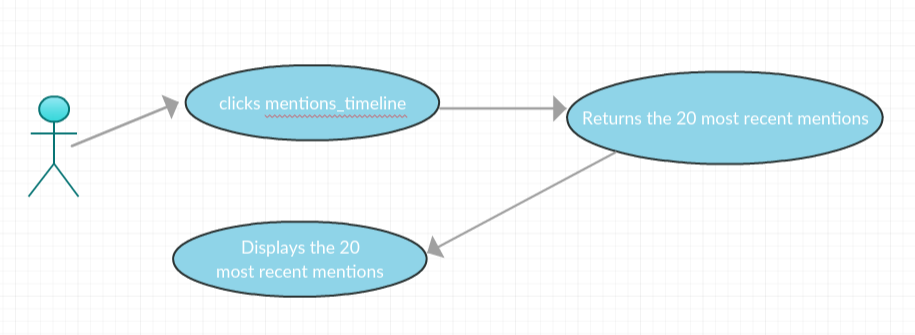 clicks mentions_timeline
Returns the 20 most recent mentions
Displays the 20
most recent mentions